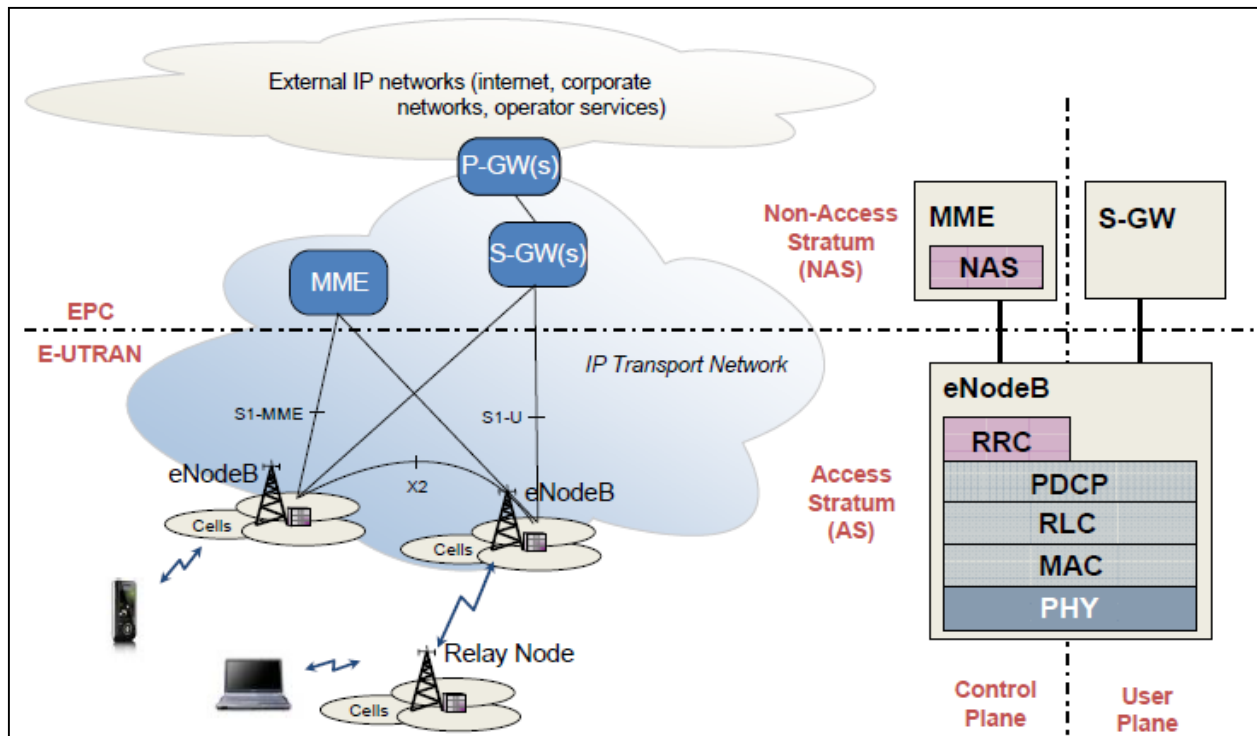 External IP networks (internet, corporate
networks, operator services)
P-GW(s)
S-GW(s)
MME
EPC
E-UTRAN
IP Transport Network
S1-MME
S1-U
X2
eNodeB
Cells
eNodeB
Cells
Relay Node
Cells
Non-Access
Stratum
(NAS)
MME
NAS
S-GW
eNodeB
RRC
PDCP
RLC
MAC
PHY
Access
Stratum
(AS)
Control
Plane
User
Plane